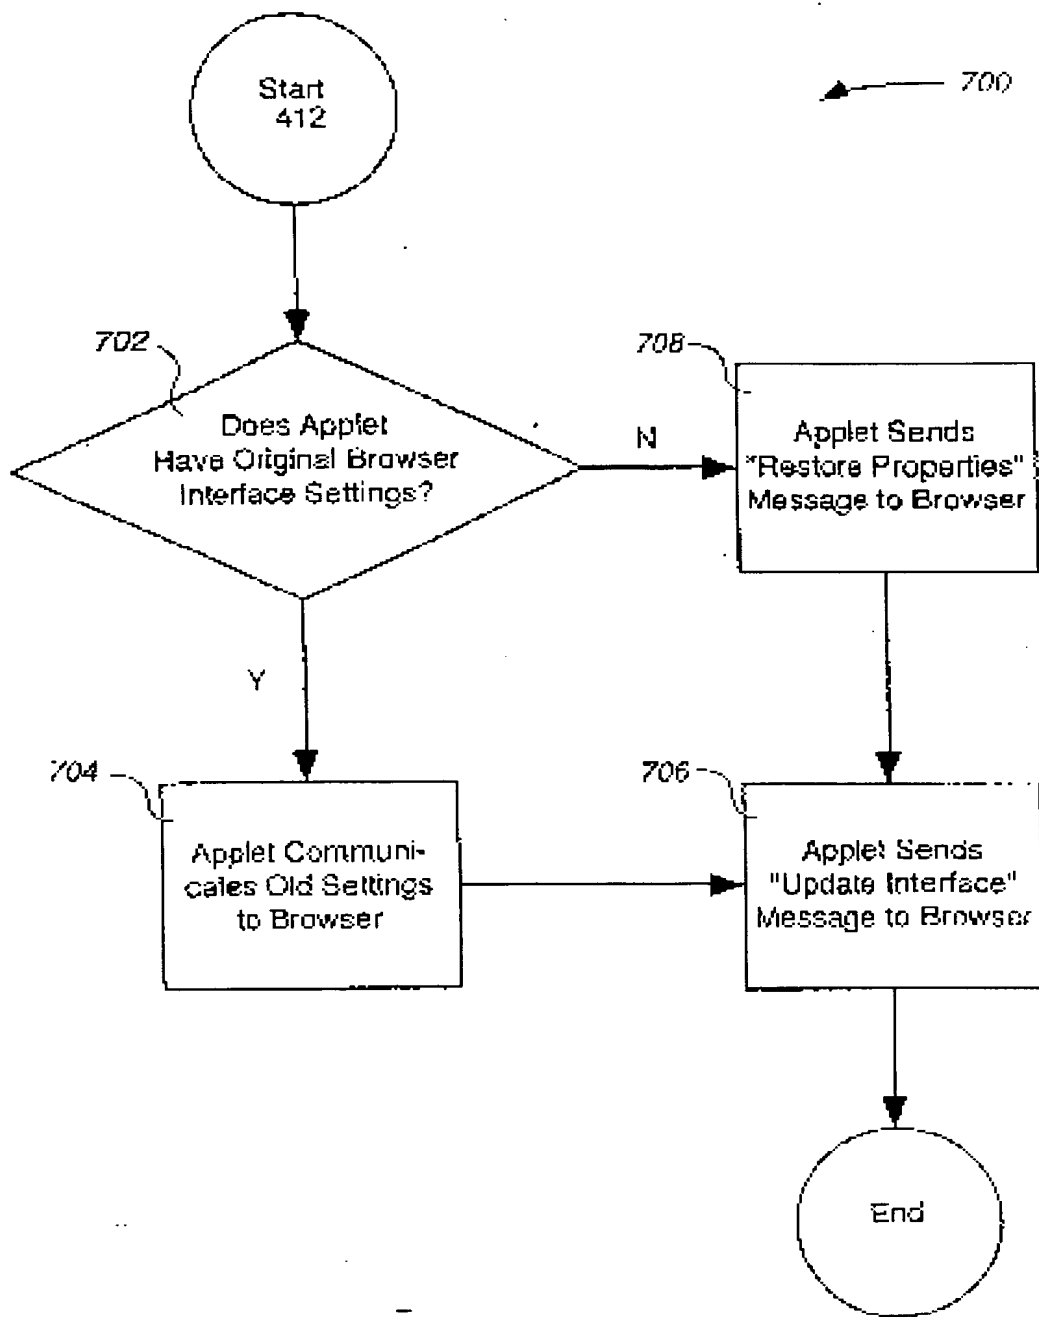 Start
412
700
702
Does Applet
Have Original Browser
Interface Settings?
N
708
Applet Sends
"Restore Properties"
Message to Browser
Y
704
Applet Communi-
cates Old Settings
to Browser
706
Applet Sends
"Update Interface"
Message to Browser
End